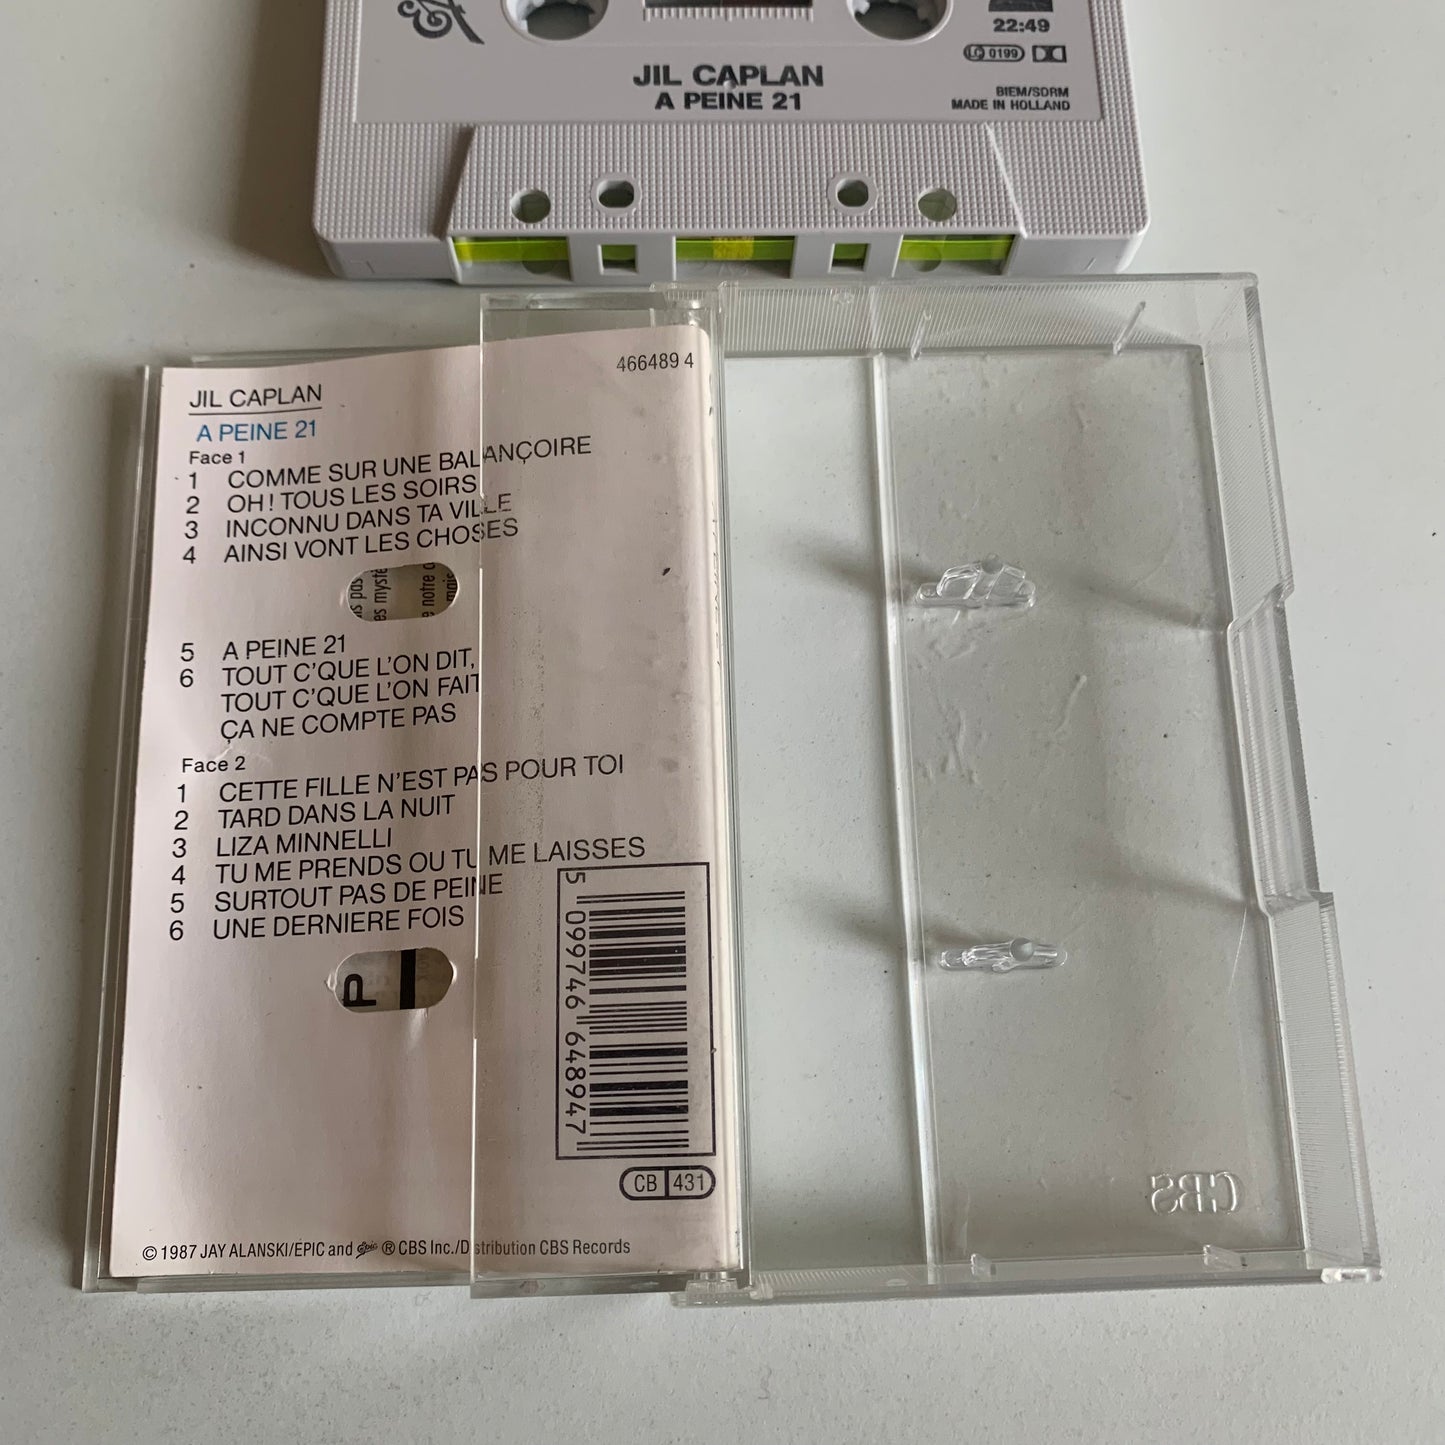 22:49
LC 0199
JIL CAPLAN
A PEINE 21
BIEM/SDRM
MADE IN HOLLAND
466489 4
JIL CAPLAN
A PEINE 21
Face 1
1 COMME SUR UNE BALANÇOIRE
2 OH! TOUS LES SOIRS
3 INCONNU DANS TA VILLE
4 AINSI VONT LES CHOSES
5 A PEINE 21
6 TOUT C'QUE L'ON DIT,
TOUT C'QUE L'ON FAIT
ÇA NE COMPTE PAS
Face 2
1 CETTE FILLE N'EST PAS POUR TOI
2 TARD DANS LA NUIT
3 LIZA MINNELLI
4 TU ME PRENDS OU TU ME LAISSES
5 SURTOUT PAS DE PEINE
6 UNE DERNIERE FOIS
P
5 099746 648947
CB 431
© 1987 JAY ALANSKI/EPIC and Epic ® CBS Inc./Distribution CBS Records
CBS